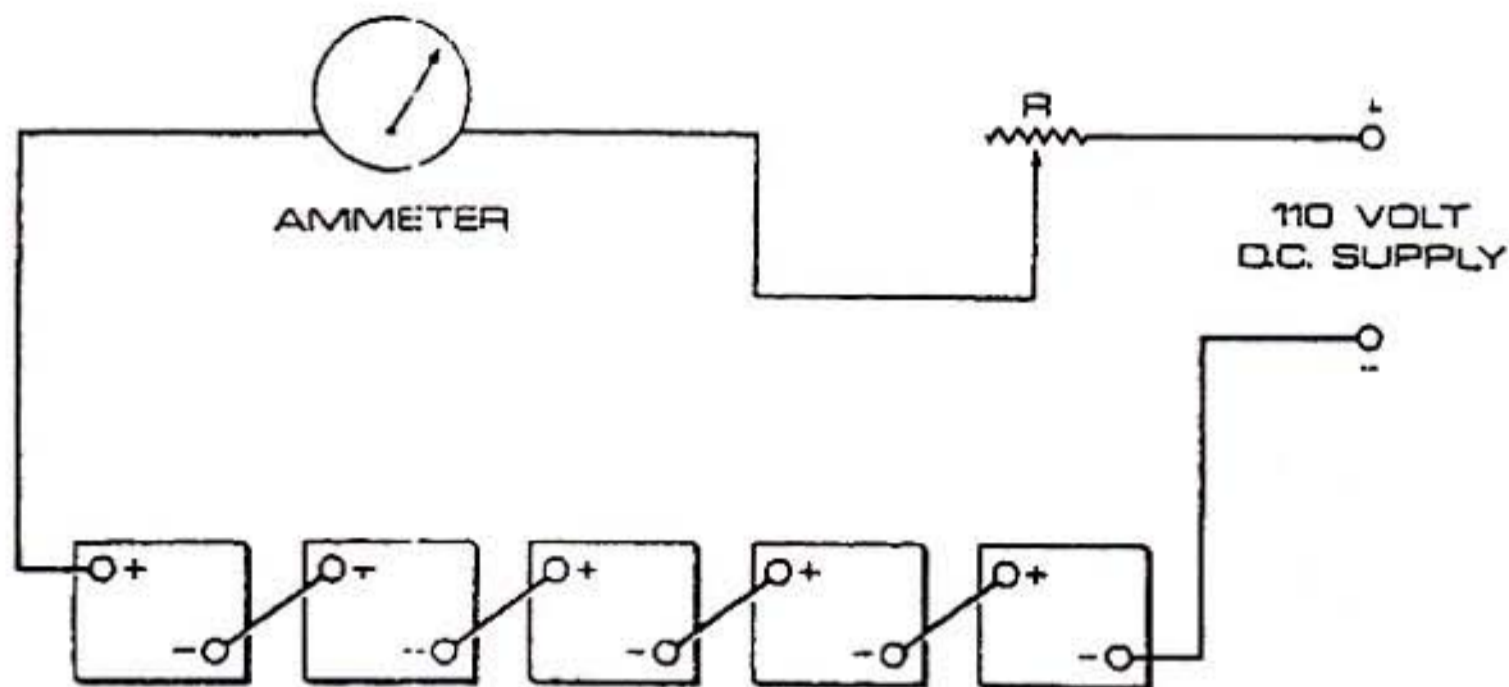 R
+
AMMETER
110 VOLT
D.C. SUPPLY
--
+ + + + +
- -- - - -